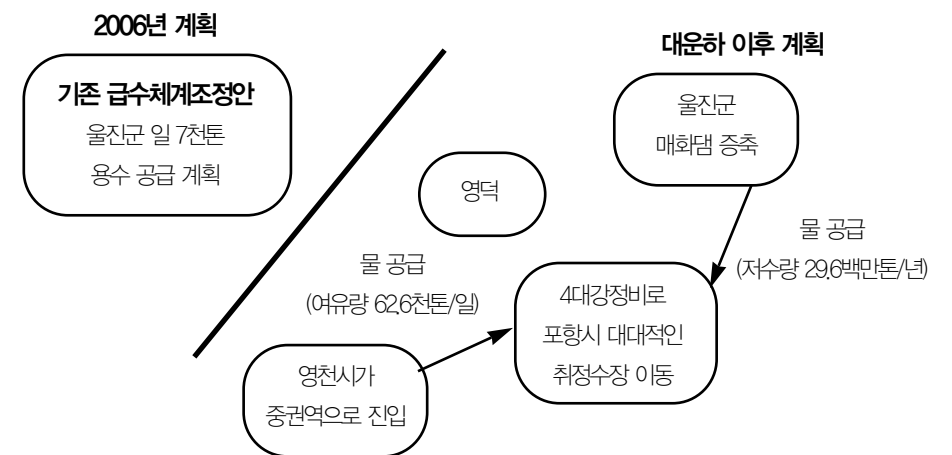 2006년 계획
기존 급수체계조정안
울진군 일 7천톤
용수 공급 계획
대운하 이후 계획
울진군
매화댐 증축
영덕
물 공급
(저수량 29.6백만톤/년)
물 공급
(여유량 62.6천톤/일)
4대강정비로
포항시 대대적인
취정수장 이동
영천시가
중권역으로 진입